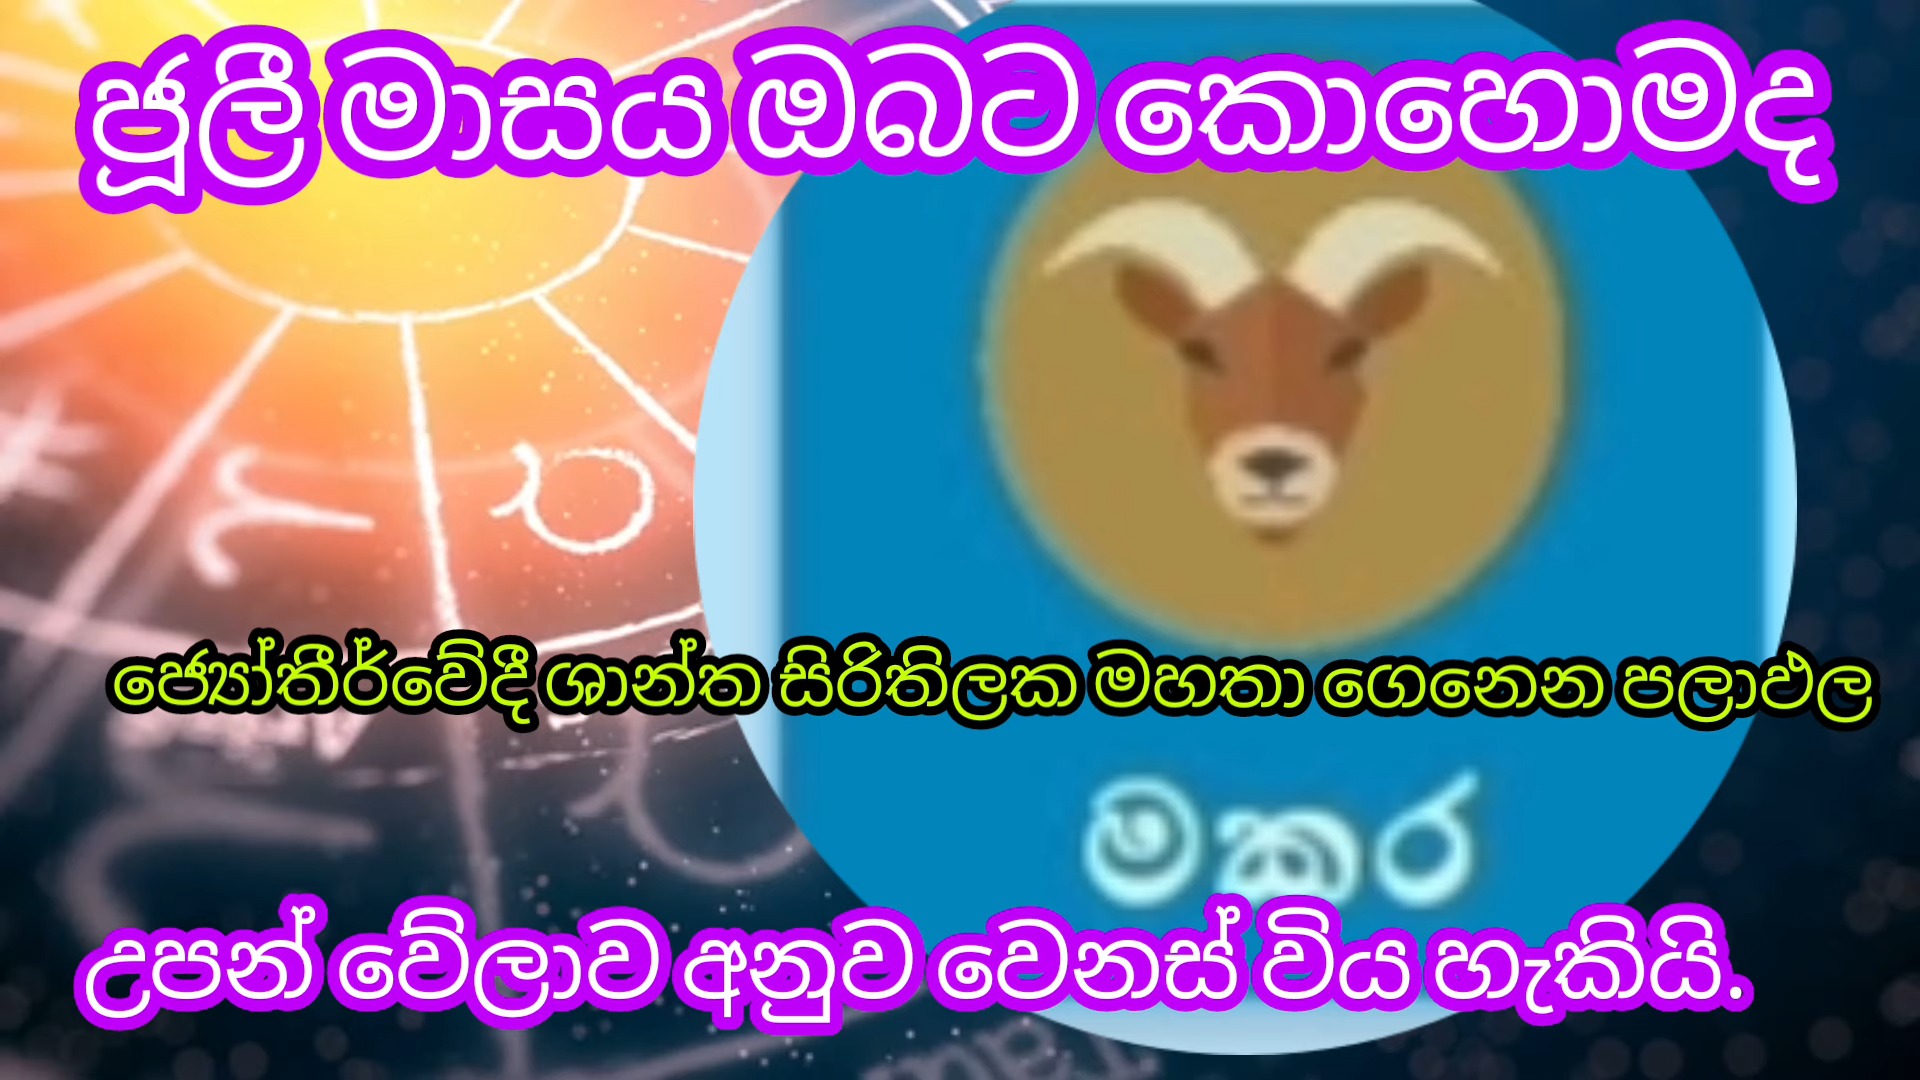 ජූලී මාසය ඔබට කොහොමද
ජ්‍යෝතීර්වේදී ශාන්ත සිරිතිලක මහතා ගෙනෙන පලාඵල
මකර
උපන් වේලාව අනුව වෙනස් විය හැකියි.